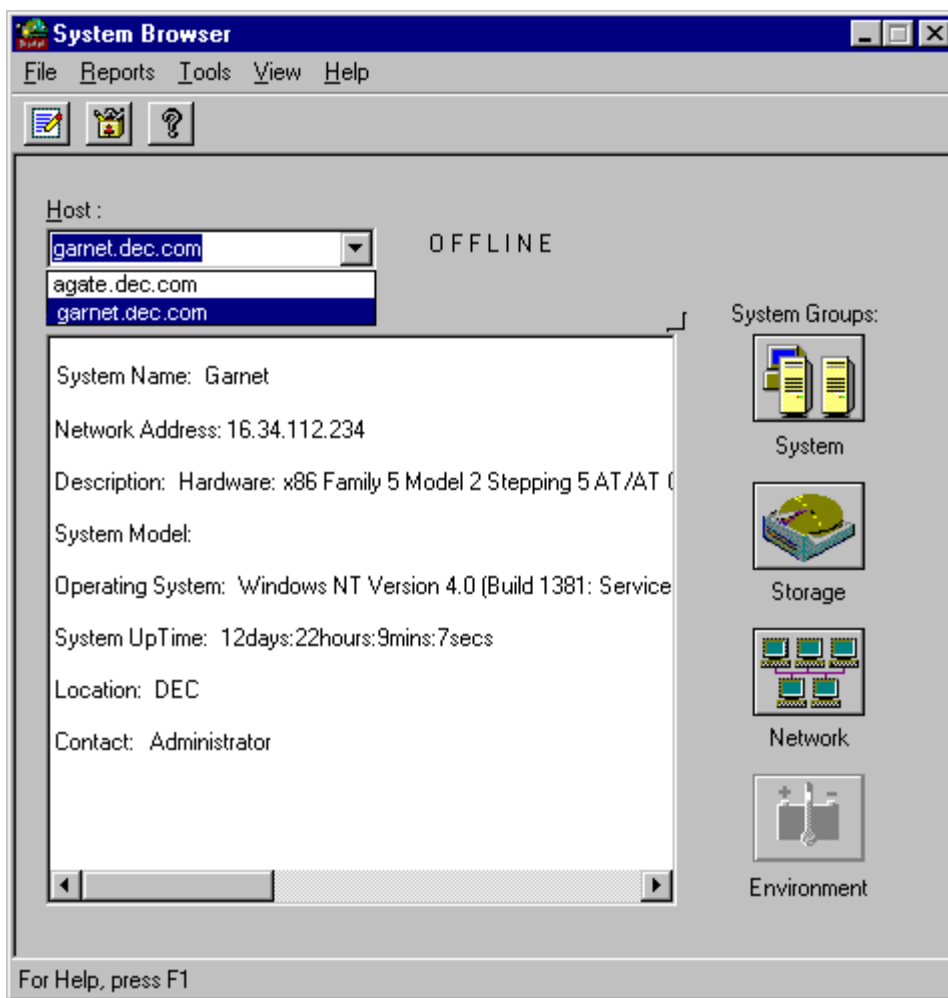 System Browser
File Reports Tools View Help
Host :
garnet.dec.com
OFFLINE
agate.dec.com
garnet.dec.com
System Groups:
System Name: Garnet
Network Address: 16.34.112.234
System
Description: Hardware: x86 Family 5 Model 2 Stepping 5 AT/AT
System Model:
Operating System: Windows NT Version 4.0 (Build 1381: Service
Storage
System UpTime: 12days:22hours:9mins:7secs
Location: DEC
Network
Contact: Administrator
Environment
For Help, press F1